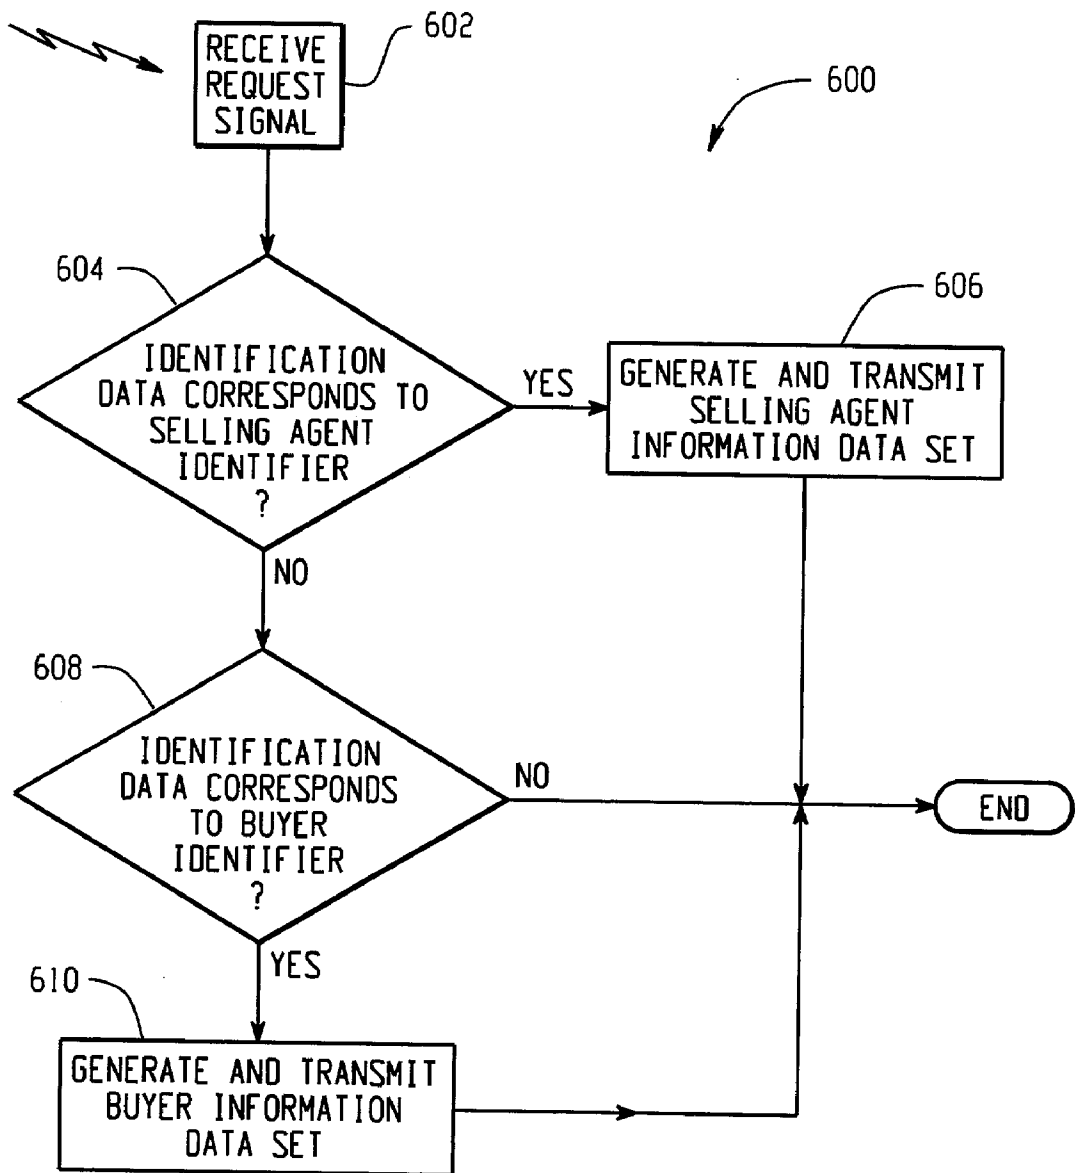 602
RECEIVE
REQUEST
SIGNAL
600
604
IDENTIFICATION
DATA CORRESPONDS TO
SELLING AGENT
IDENTIFIER
?
YES
606
GENERATE AND TRANSMIT
SELLING AGENT
INFORMATION DATA SET
NO
608
IDENTIFICATION
DATA CORRESPONDS
TO BUYER
IDENTIFIER
?
NO
END
YES
610
GENERATE AND TRANSMIT
BUYER INFORMATION
DATA SET